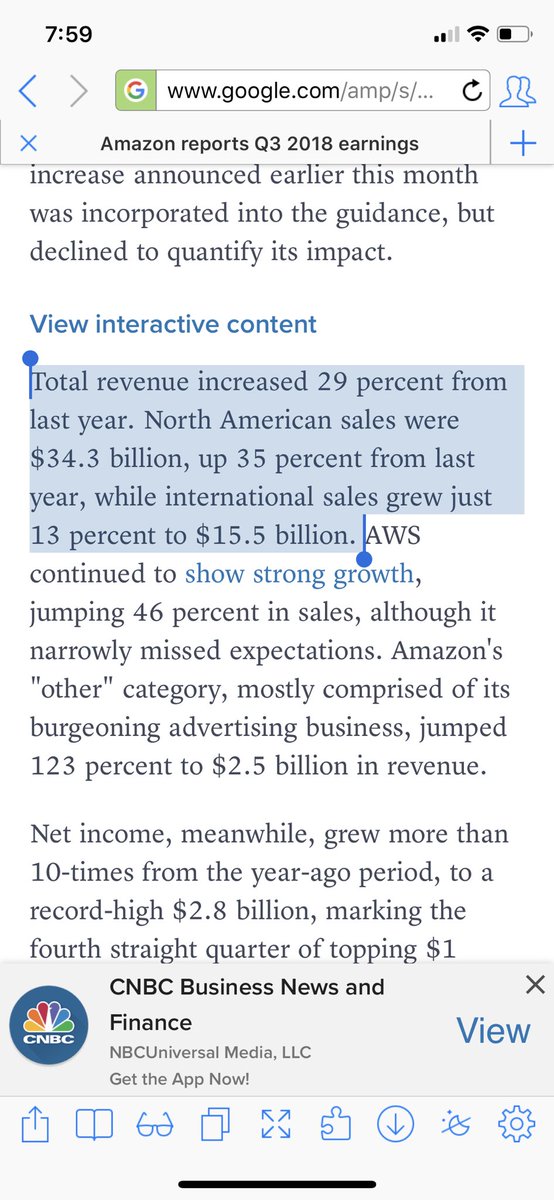 7:59
www.google.com/amp/s/...
Amazon reports Q3 2018 earnings
increase announced earlier this month
was incorporated into the guidance, but
declined to quantify its impact.
View interactive content
Total revenue increased 29 percent from
last year. North American sales were
$34.3 billion, up 35 percent from last
year, while international sales grew just
13 percent to $15.5 billion. AWS
continued to show strong growth,
jumping 46 percent in sales, although it
narrowly missed expectations. Amazon's
"other" category, mostly comprised of its
burgeoning advertising business, jumped
123 percent to $2.5 billion in revenue.
Net income, meanwhile, grew more than
10-times from the year-ago period, to a
record-high $2.8 billion, marking the
fourth straight quarter of topping $1
CNBC Business News and
Finance
NBCUniversal Media, LLC
Get the App Now!
View
CNBC